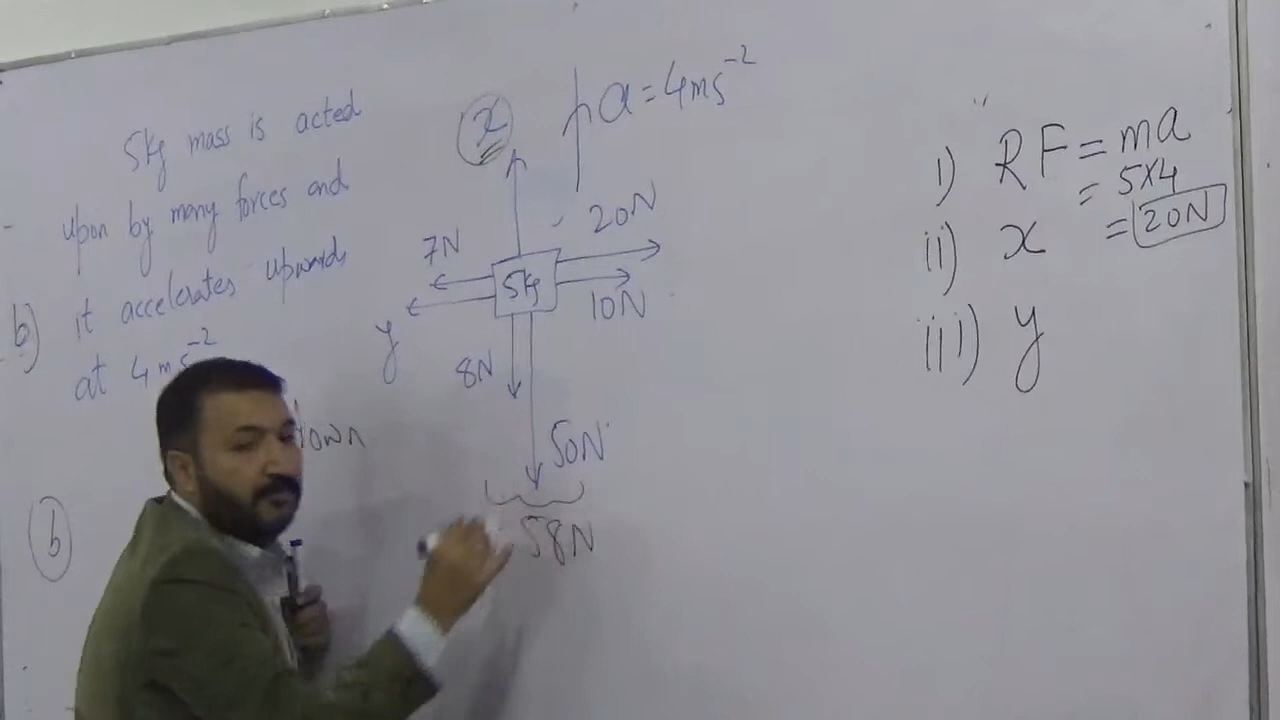 5kg mass is acted
upon by many forces and
b) it accelerates upwards
at 4ms⁻²
down
b
x
a = 4ms⁻²
20N
7N
5kg
10N
y
8N
50N
58N
i) RF = ma
= 5x4
= 20N
ii) x
iii) y